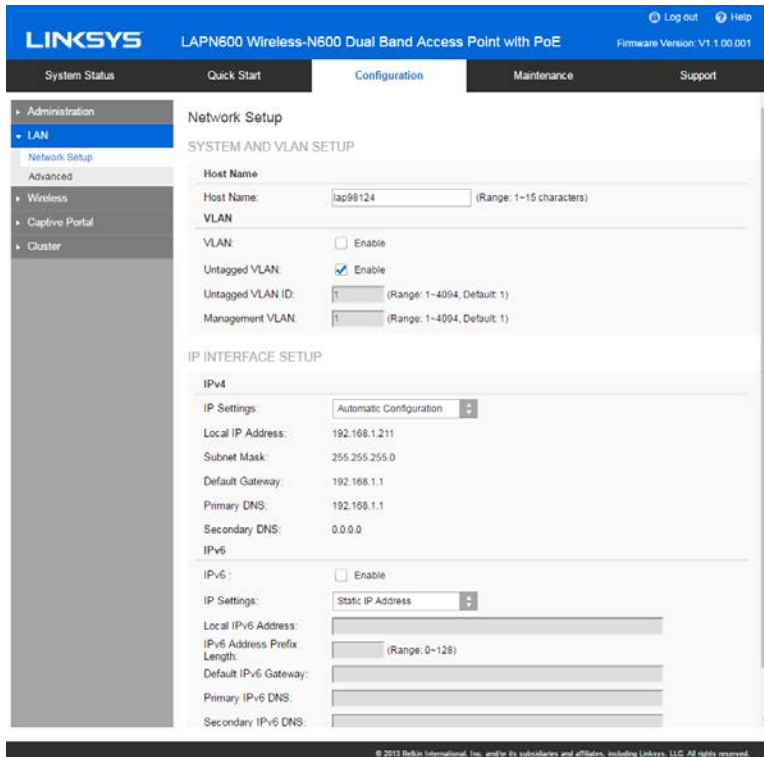 Log out Help
LINKSYS LAPN600 Wireless-N600 Dual Band Access Point with PoE Firmware Version: V1.1.00.001
System Status Quick Start Configuration Maintenance Support
Administration
LAN
Network Setup
Advanced
Wireless
Captive Portal
Cluster
Network Setup
SYSTEM AND VLAN SETUP
Host Name
Host Name: lap98124 (Range: 1~15 characters)
VLAN
VLAN: Enable
Untagged VLAN: Enable
Untagged VLAN ID: 1 (Range: 1~4094, Default: 1)
Management VLAN: 1 (Range: 1~4094, Default: 1)
IP INTERFACE SETUP
IPv4
IP Settings: Automatic Configuration
Local IP Address: 192.168.1.211
Subnet Mask: 255.255.255.0
Default Gateway: 192.168.1.1
Primary DNS: 192.168.1.1
Secondary DNS: 0.0.0.0
IPv6
IPv6 : Enable
IP Settings: Static IP Address
Local IPv6 Address:
IPv6 Address Prefix
Length: (Range: 0~128)
Default IPv6 Gateway:
Primary IPv6 DNS:
Secondary IPv6 DNS:
© 2013 Belkin International, Inc. and/or its subsidiaries and affiliates, including Linksys, LLC. All rights reserved.